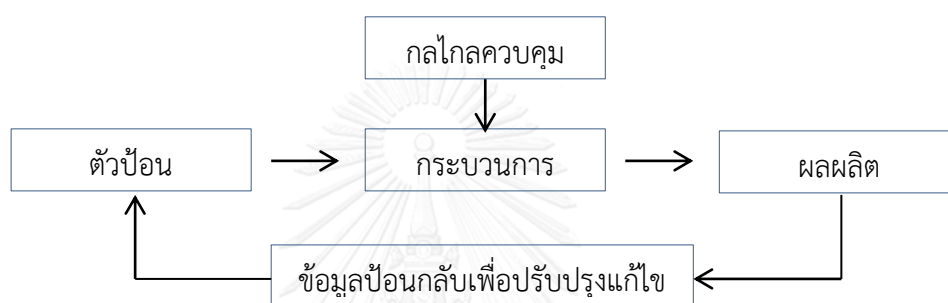 กลไกลควบคุม
ตัวป้อน
กระบวนการ
ผลผลิต
ข้อมูลป้อนกลับเพื่อปรับปรุงแก้ไข